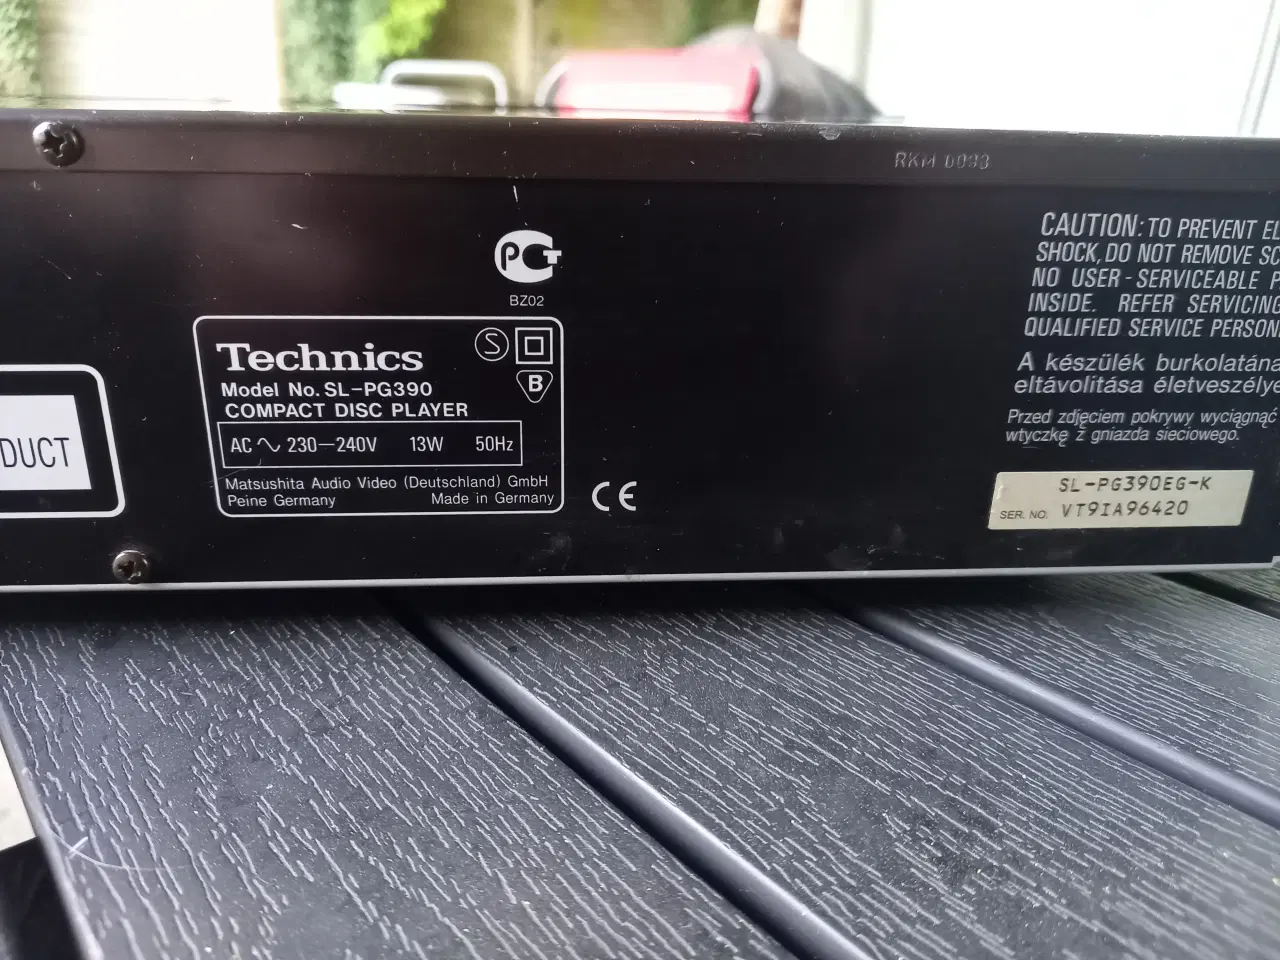 RKM 0093
PCT
BZ02
Technics
S
B
Model No. SL-PG390
COMPACT DISC PLAYER
AC 230-240V 13W 50Hz
Matsushita Audio Video (Deutschland) GmbH
Peine Germany Made in Germany
CE
DUCT
CAUTION: TO PREVENT EL
SHOCK, DO NOT REMOVE SC
NO USER-SERVICEABLE P
INSIDE. REFER SERVICING
QUALIFIED SERVICE PERSON
A készülék burkolatána
eltávolítása életveszélye
Przed zdjęciem pokrywy wyciągnąć
wtyczkę z gniazda sieciowego.
SL-PG390EG-K
SER. NO. VT9IA96420